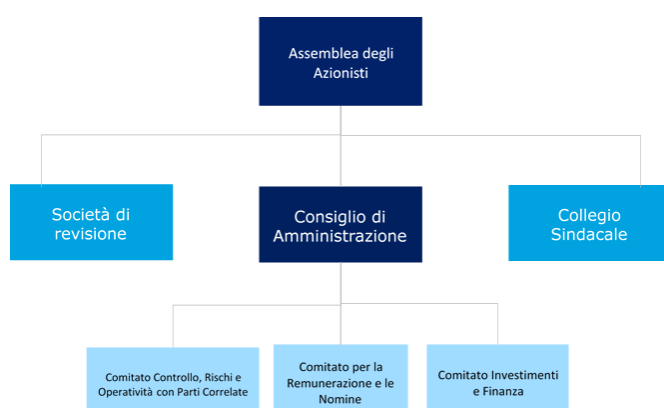 Assemblea degli
Azionisti
Società di
revisione
Consiglio di
Amministrazione
Collegio
Sindacale
Comitato Controllo, Rischi e
Operatività con Parti Correlate
Comitato per la
Remunerazione e le
Nomine
Comitato Investimenti
e Finanza